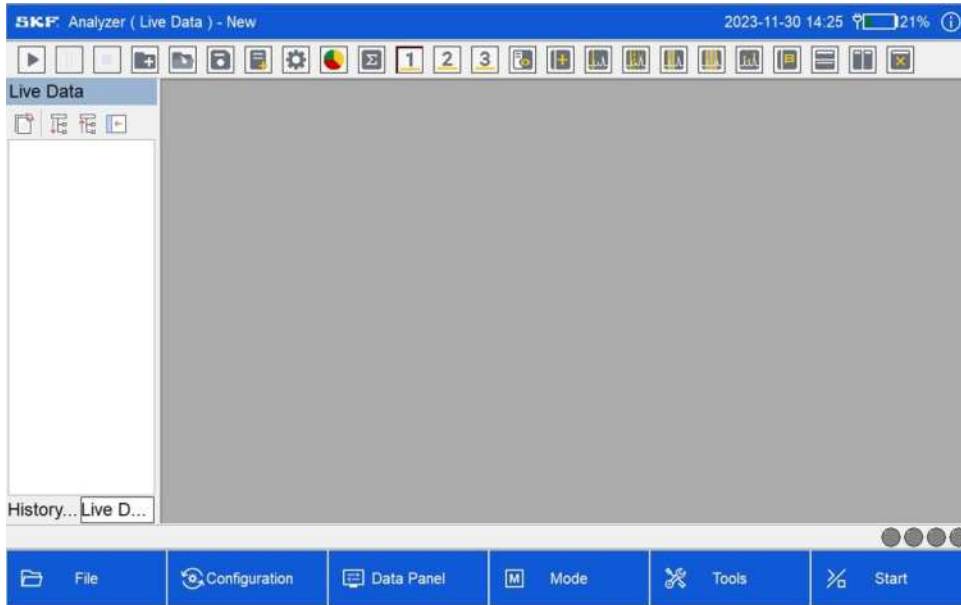 SKF Analyzer ( Live Data ) - New 2023-11-30 14:25 21%
1 2 3
Live Data
History... Live D...
File Configuration Data Panel M Mode Tools Start